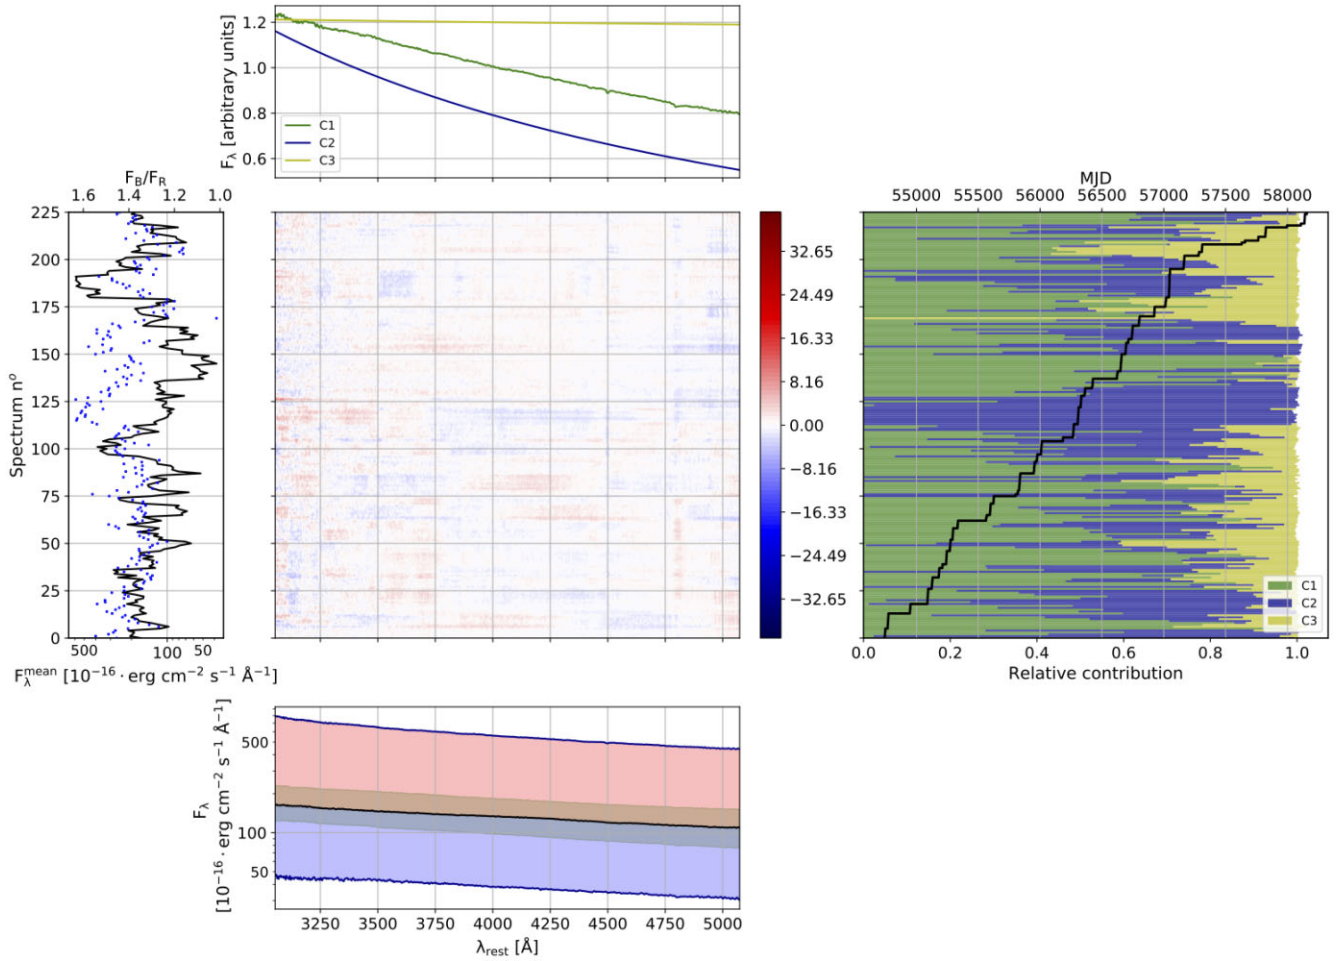 F_λ [arbitrary units]
1.2
1.0
0.8
0.6
C1
C2
C3
F_B/F_R
1.6 1.4 1.2 1.0
Spectrum nº
225
200
175
150
125
100
75
50
25
0
500 100 50
F_λ^mean [10⁻¹⁶ · erg cm⁻² s⁻¹ Å⁻¹]
32.65
24.49
16.33
8.16
0.00
−8.16
−16.33
−24.49
−32.65
MJD
55000 55500 56000 56500 57000 57500 58000
C1
C2
C3
0.0 0.2 0.4 0.6 0.8 1.0
Relative contribution
F_λ
[10⁻¹⁶ · erg cm⁻² s⁻¹ Å⁻¹]
500
100
50
3250 3500 3750 4000 4250 4500 4750 5000
λ_rest [Å]